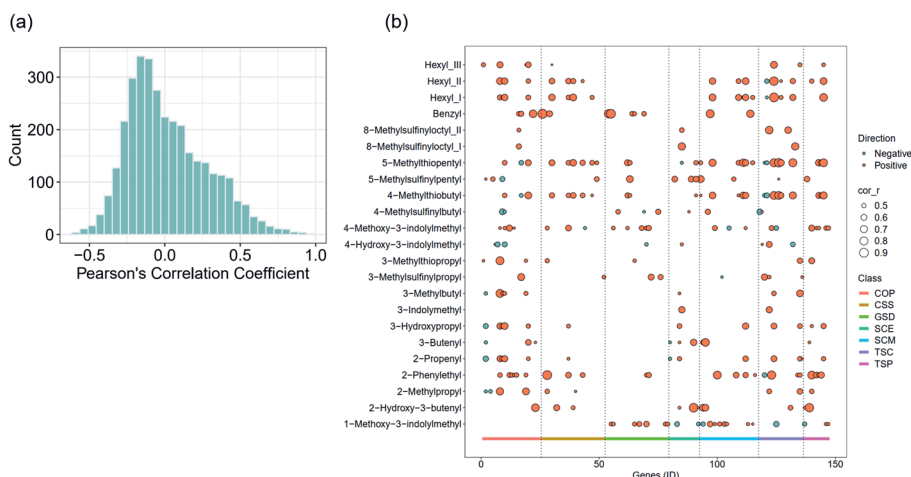 (a)
(b)
300
200
100
0
Count
−0.5
0.0
0.5
1.0
Pearson's Correlation Coefficient
Hexyl_III
Hexyl_II
Hexyl_I
Benzyl
8−Methylsulfinyloctyl_II
8−Methylsulfinyloctyl_I
5−Methylthiopentyl
5−Methylsulfinylpentyl
4−Methylthiobutyl
4−Methylsulfinylbutyl
4−Methoxy−3−indolylmethyl
4−Hydroxy−3−indolylmethyl
3−Methylthiopropyl
3−Methylsulfinylpropyl
3−Methylbutyl
3−Indolymethyl
3−Hydroxypropyl
3−Butenyl
2−Propenyl
2−Phenylethyl
2−Methylpropyl
2−Hydroxy−3−butenyl
1−Methoxy−3−indolylmethyl
0
50
100
150
Genes (ID)
Direction
Negative
Positive
cor_r
0.5
0.6
0.7
0.8
0.9
Class
COP
CSS
GSD
SCE
SCM
TSC
TSP